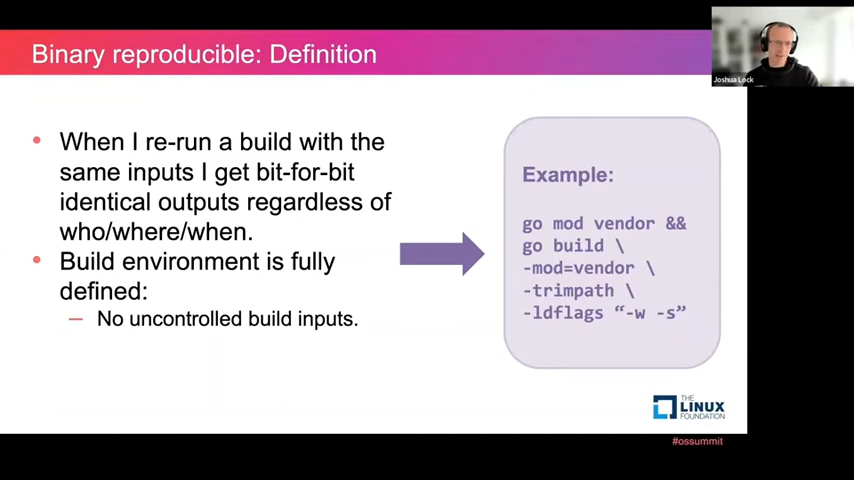 Binary reproducible: Definition
Joshua Lock
• When I re-run a build with the
same inputs I get bit-for-bit
identical outputs regardless of
who/where/when.
• Build environment is fully
defined:
– No uncontrolled build inputs.
Example:
go mod vendor &&
go build \
-mod=vendor \
-trimpath \
-ldflags “-w -s”
THE
LINUX
FOUNDATION
#ossummit